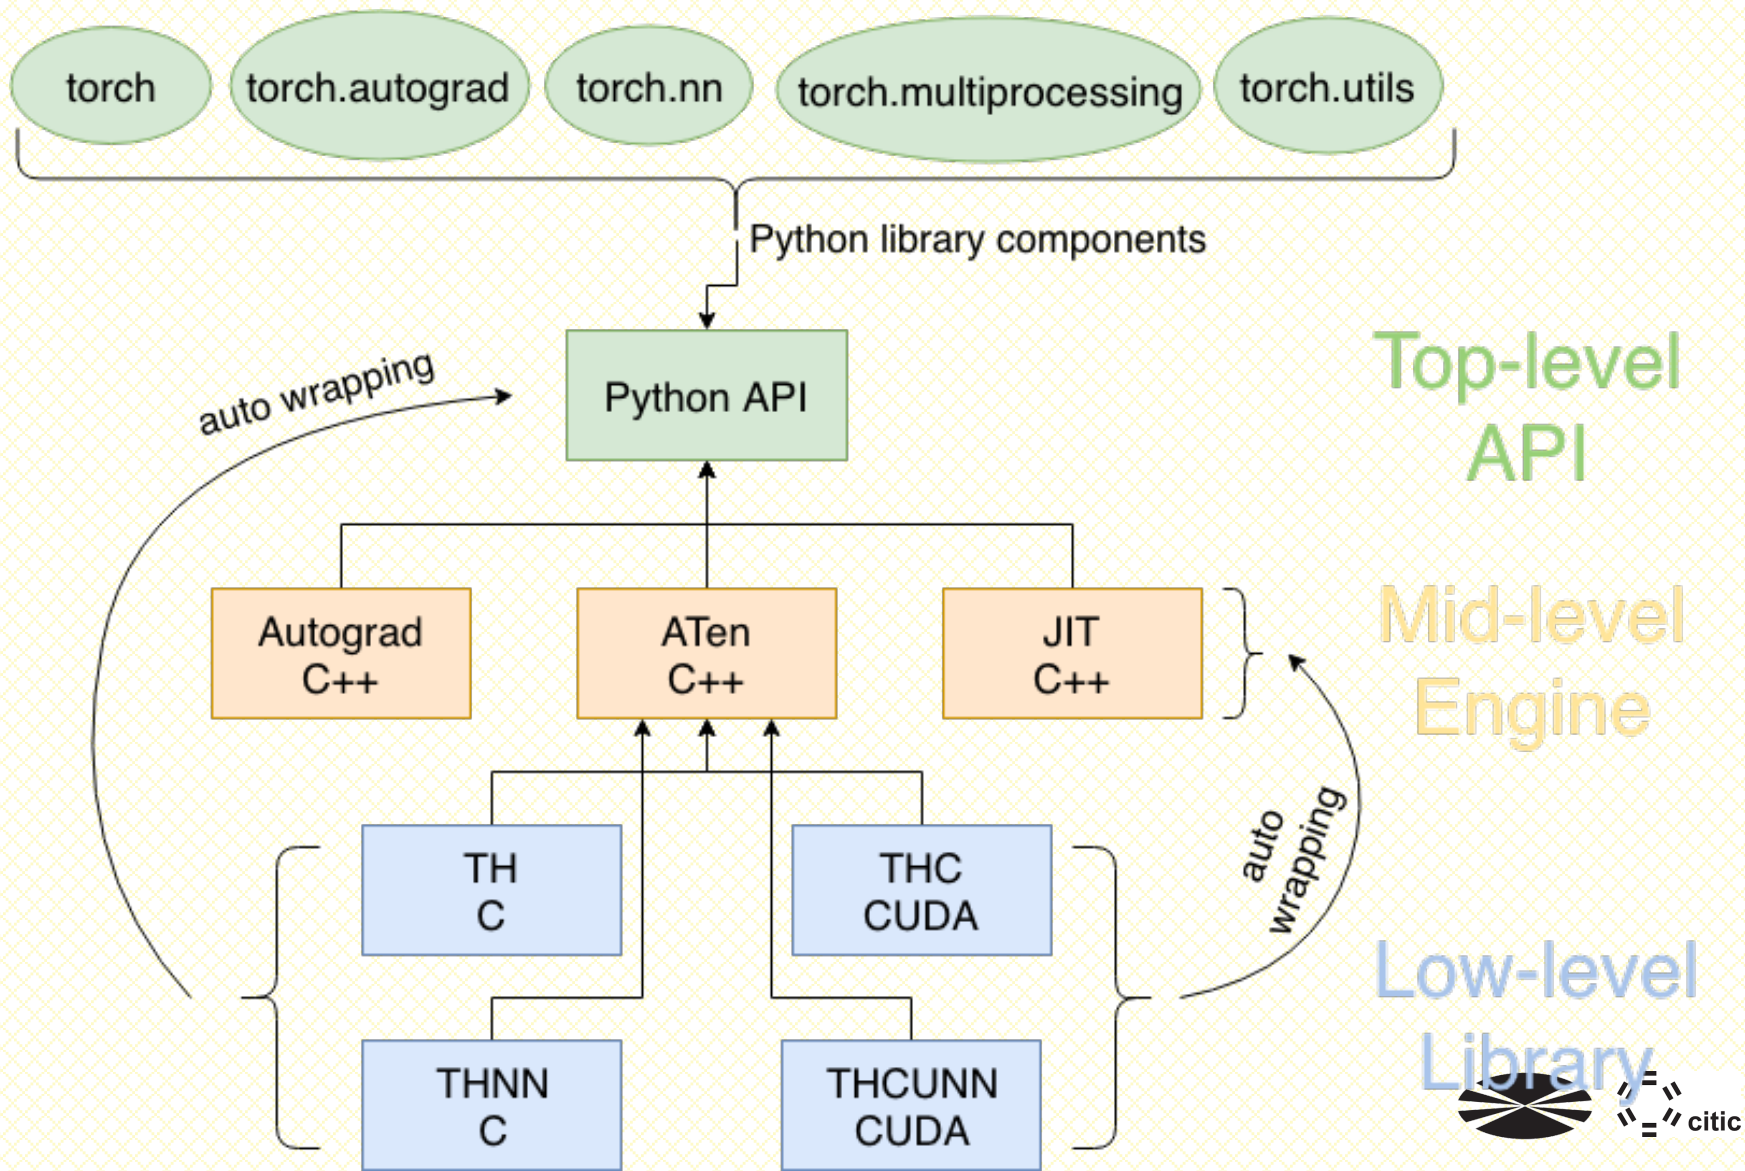 torch
torch.autograd
torch.nn
torch.multiprocessing
torch.utils
Python library components
auto wrapping
Python API
Top-level
API
Autograd
C++
ATen
C++
JIT
C++
Mid-level
Engine
TH
C
THC
CUDA
auto
wrapping
Low-level
Library
THNN
C
THCUNN
CUDA
citic